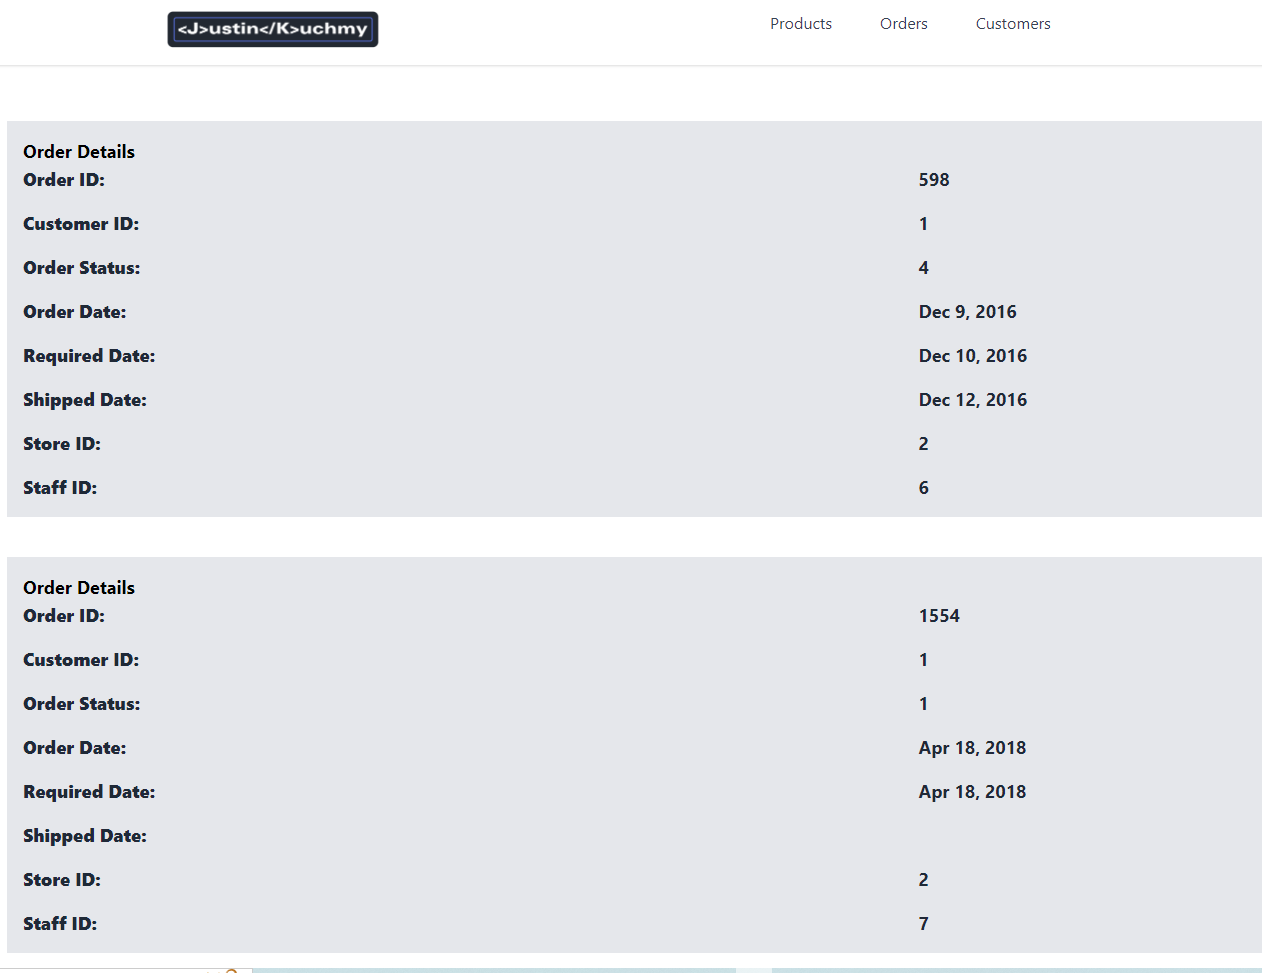 <J>ustin</K>uchmy
Products Orders Customers
Order Details
Order ID: 598
Customer ID: 1
Order Status: 4
Order Date: Dec 9, 2016
Required Date: Dec 10, 2016
Shipped Date: Dec 12, 2016
Store ID: 2
Staff ID: 6
Order Details
Order ID: 1554
Customer ID: 1
Order Status: 1
Order Date: Apr 18, 2018
Required Date: Apr 18, 2018
Shipped Date:
Store ID: 2
Staff ID: 7